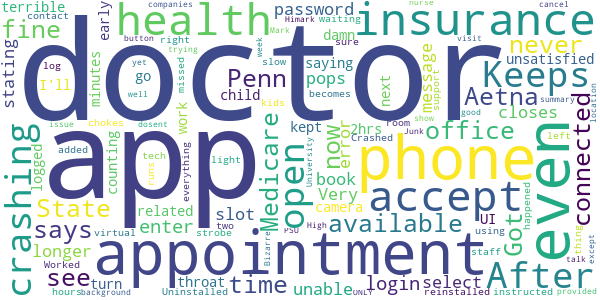 terrible
contact
fine
stating
I'll
log
button
early
health
companies
Himark
Mark
password
waiting
trying
right
damn
sure
insurance
nurse
cancel
never
unsatisfied
doctor
minutes
go
yet
well
missed
week
slow
saying
pops
becomes
kids
next
message
support
show
Keeps
visit
Penn
child
Aetna
closes
location
crashing
logged
issue
added
app
counting
chokes
work
tech
runs
everything
dosent
kept
2hrs
now
error
Crashed
room
Junk
office
good
summary
left
even
connected
State
says
longer
related
enter
virtual
light
strobe
slot
two
book
Very
Medicare
open
University
High
Bizarre
PSU
phone
accept
available
camera
UI
using
staff
Got
happened
thing
talk
except
see
Worked
hours
background
turn
Uninstalled
appointment
throat
time
unable
ONLY
login
select
reinstalled
After
instructed
provided